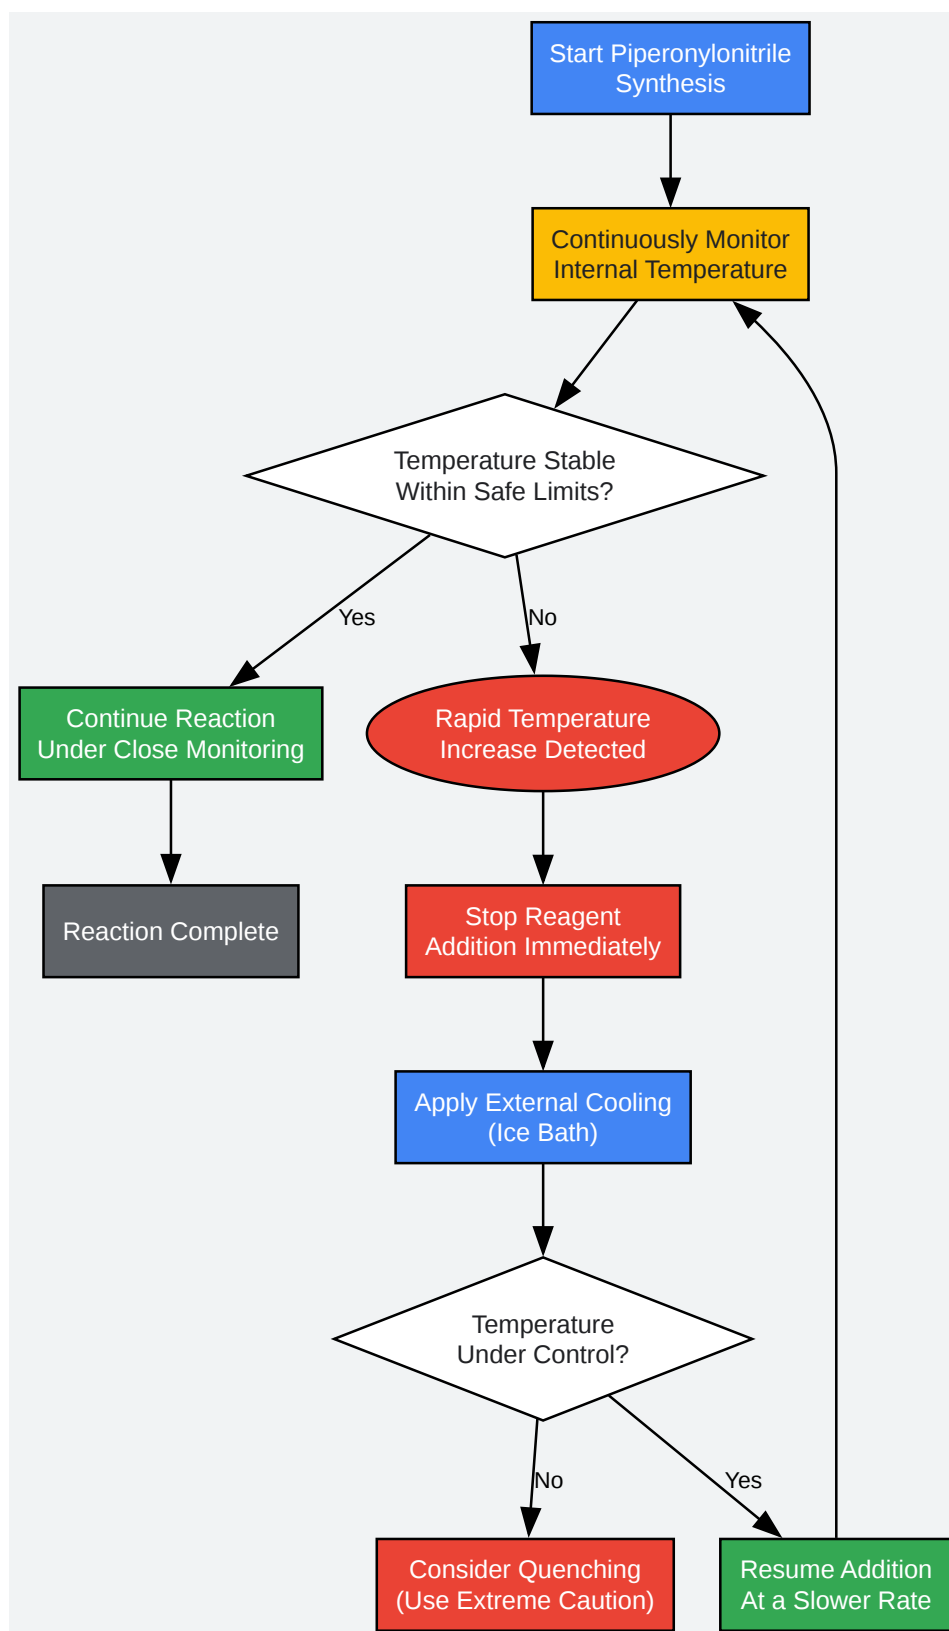 Start Piperonylonitrile
Synthesis
Continuously Monitor
Internal Temperature
Temperature Stable
Within Safe Limits?
Yes
No
Continue Reaction
Under Close Monitoring
Rapid Temperature
Increase Detected
Reaction Complete
Stop Reagent
Addition Immediately
Apply External Cooling
(Ice Bath)
Temperature
Under Control?
No
Yes
Consider Quenching
(Use Extreme Caution)
Resume Addition
At a Slower Rate